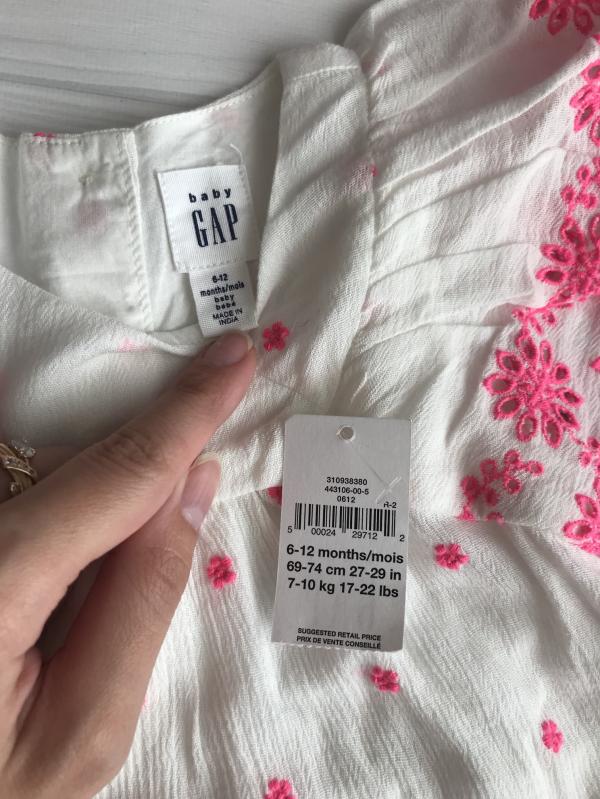 baby
GAP
6-12
months/mois
baby
bébé
MADE IN
INDIA
310938380
443106-00-5
0612
R-2
5 00024 29712 2
6-12 months/mois
69-74 cm 27-29 in
7-10 kg 17-22 lbs
SUGGESTED RETAIL PRICE
PRIX DE VENTE CONSEILLÉ